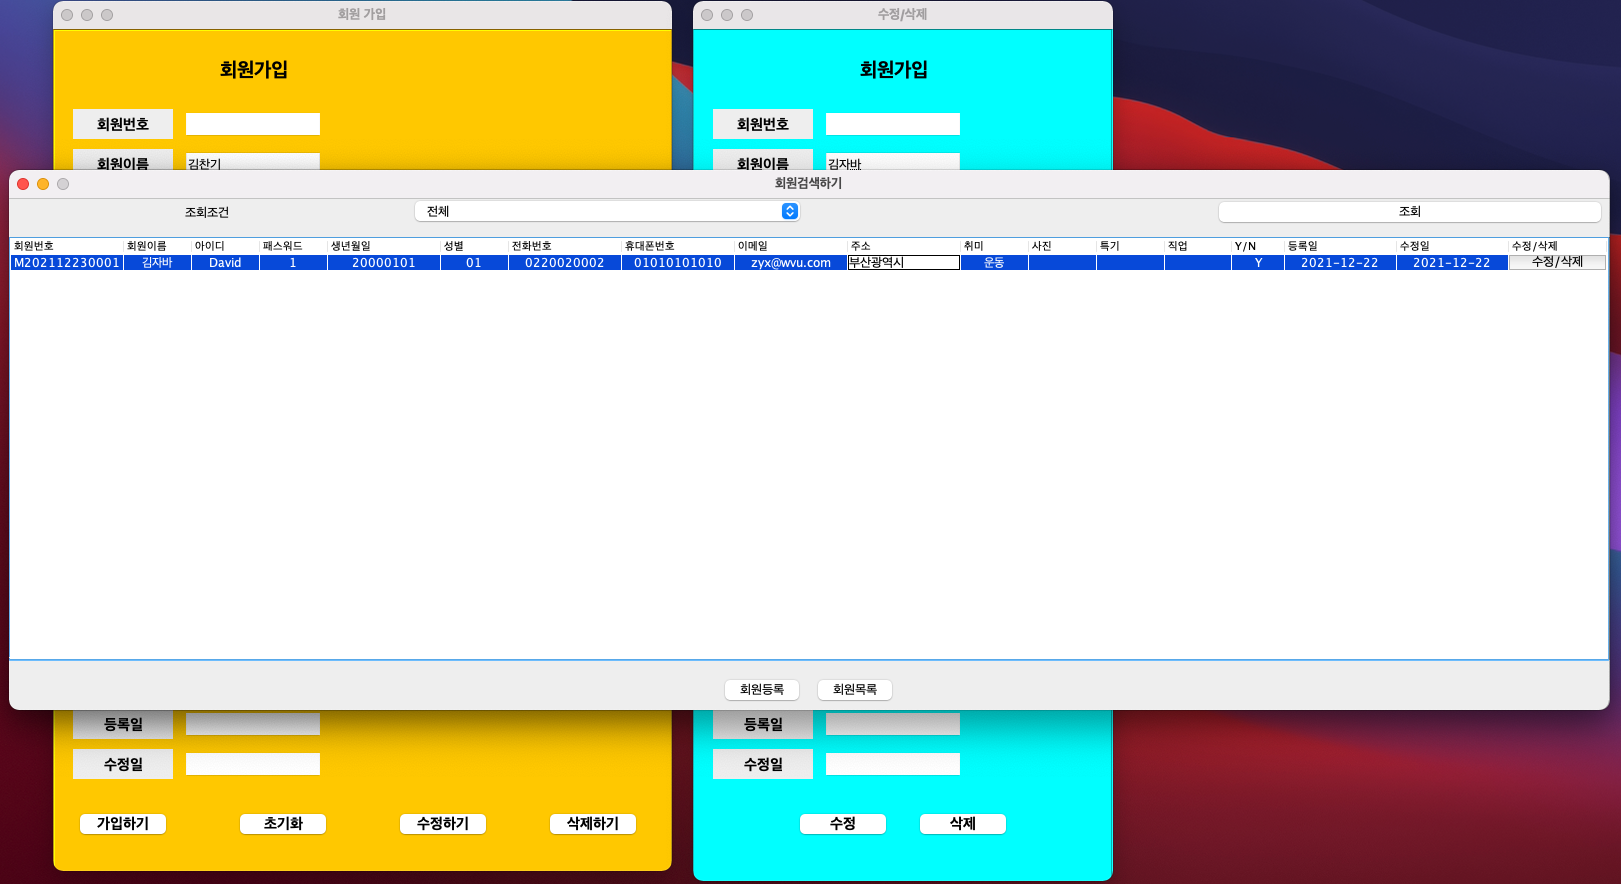 회원 가입
수정/삭제
회원가입
회원가입
회원번호
회원번호
회원이름 김찬기
회원이름 김자바
회원검색하기
조회조건 전체 조회
회원번호 회원이름 아이디 패스워드 생년월일 성별 전화번호 휴대폰번호 이메일 주소 취미 사진 특기 직업 Y/N 등록일 수정일 수정/삭제
M202112230001 김자바 David 1 20000101 01 0220020002 01010101010 zyx@wvu.com 부산광역시 운동 Y 2021-12-22 2021-12-22 수정/삭제
회원등록 회원목록
등록일
등록일
수정일
수정일
가입하기 초기화 수정하기 삭제하기
수정 삭제